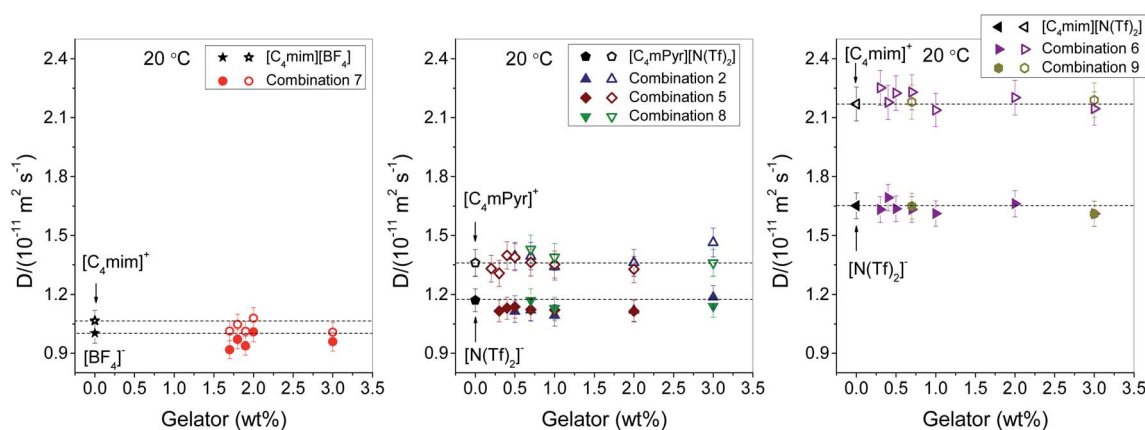 2.4
2.1
1.8
1.5
1.2
0.9
D/(10⁻¹¹ m² s⁻¹)
20 °C
[C₄mim][BF₄]
Combination 7
[C₄mim]⁺
[BF₄]⁻
0.0 0.5 1.0 1.5 2.0 2.5 3.0 3.5
Gelator (wt%)
2.4
2.1
1.8
1.5
1.2
0.9
D/(10⁻¹¹ m² s⁻¹)
20 °C
[C₄mPyr][N(Tf)₂]
Combination 2
Combination 5
Combination 8
[C₄mPyr]⁺
[N(Tf)₂]⁻
0.0 0.5 1.0 1.5 2.0 2.5 3.0 3.5
Gelator (wt%)
2.4
2.1
1.8
1.5
1.2
0.9
D/(10⁻¹¹ m² s⁻¹)
[C₄mim][N(Tf)₂]
Combination 6
Combination 9
[C₄mim]⁺
20 °C
[N(Tf)₂]⁻
0.0 0.5 1.0 1.5 2.0 2.5 3.0 3.5
Gelator (wt%)